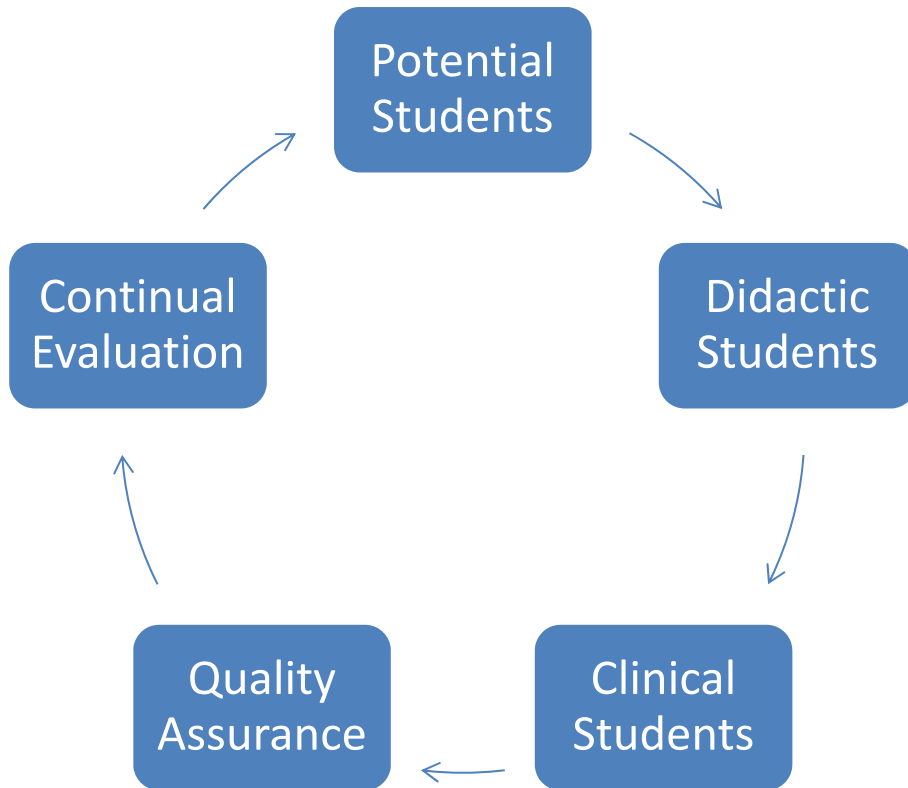 Potential
Students
Didactic
Students
Clinical
Students
Quality
Assurance
Continual
Evaluation